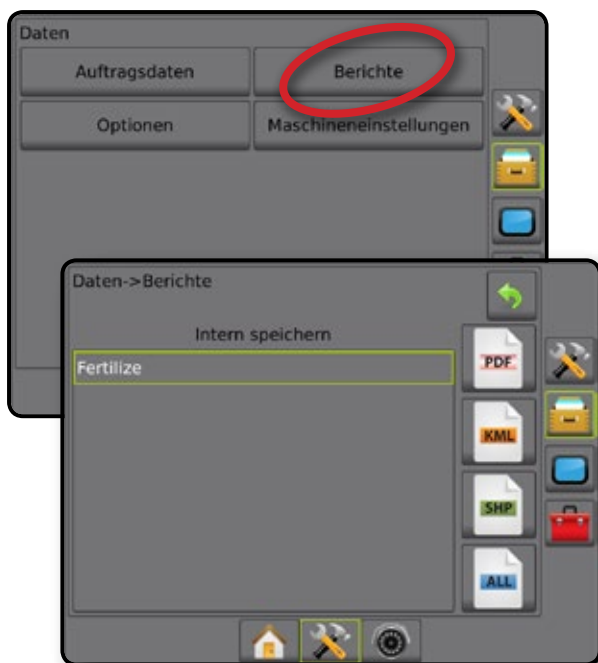 Daten
Auftragsdaten
Berichte
Optionen
Maschineneinstellungen
Daten->Berichte
Intern speichern
Fertilize
PDF
KML
SHP
ALL